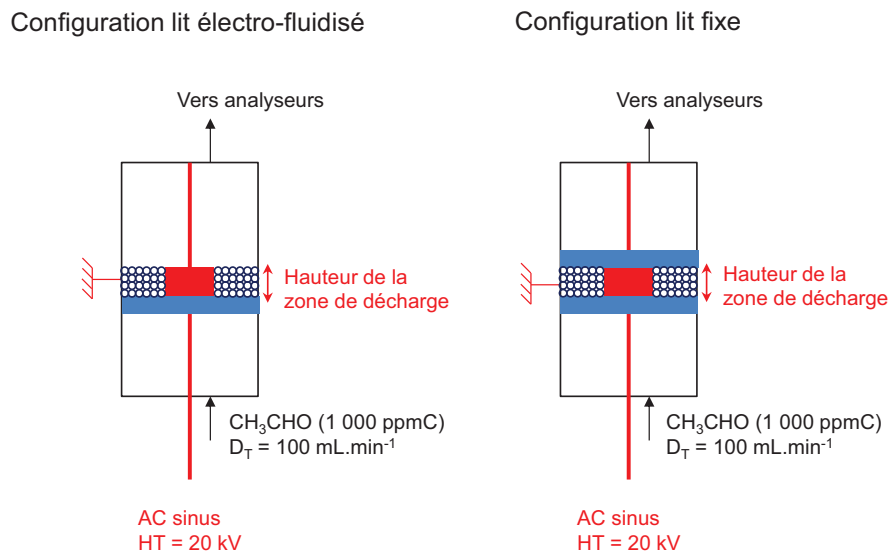 Configuration lit électro-fluidisé
Vers analyseurs
Hauteur de la
zone de décharge
CH₃CHO (1 000 ppmC)
D_T = 100 mL.min⁻¹
AC sinus
HT = 20 kV
Configuration lit fixe
Vers analyseurs
Hauteur de la
zone de décharge
CH₃CHO (1 000 ppmC)
D_T = 100 mL.min⁻¹
AC sinus
HT = 20 kV